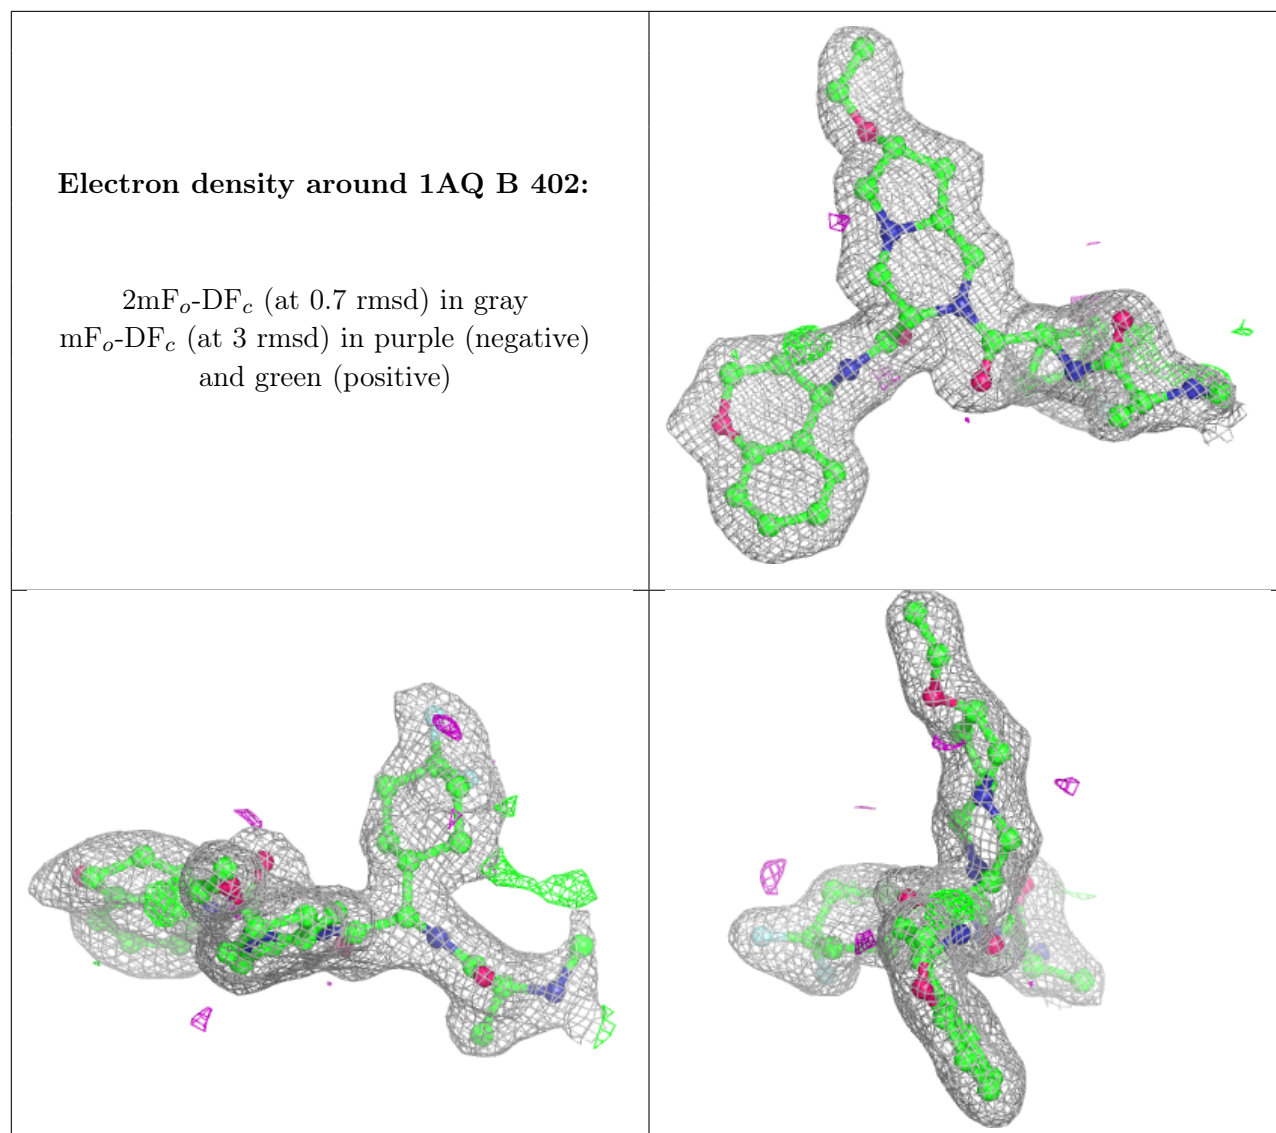 Electron density around 1AQ B 402:
2mFo-DFc (at 0.7 rmsd) in gray
mFo-DFc (at 3 rmsd) in purple (negative)
and green (positive)